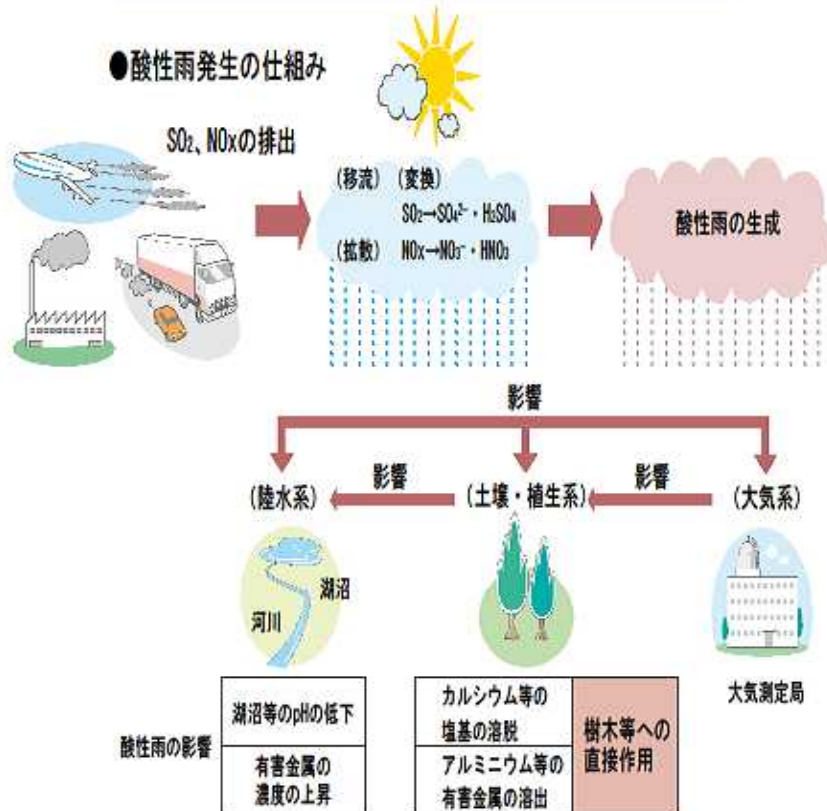 ●酸性雨発生の仕組み
SO₂、NOxの排出
(移流) (変換)
SO₂→SO₄²⁻・H₂SO₄
(拡散) NOx→NO₃⁻・HNO₃
酸性雨の生成
影響
影響
影響
(陸水系)
(土壌・植生系)
(大気系)
湖沼
河川
大気測定局
酸性雨の影響
湖沼等のpHの低下
有害金属の
濃度の上昇
カルシウム等の
塩基の溶脱
アルミニウム等の
有害金属の溶出
樹木等への
直接作用